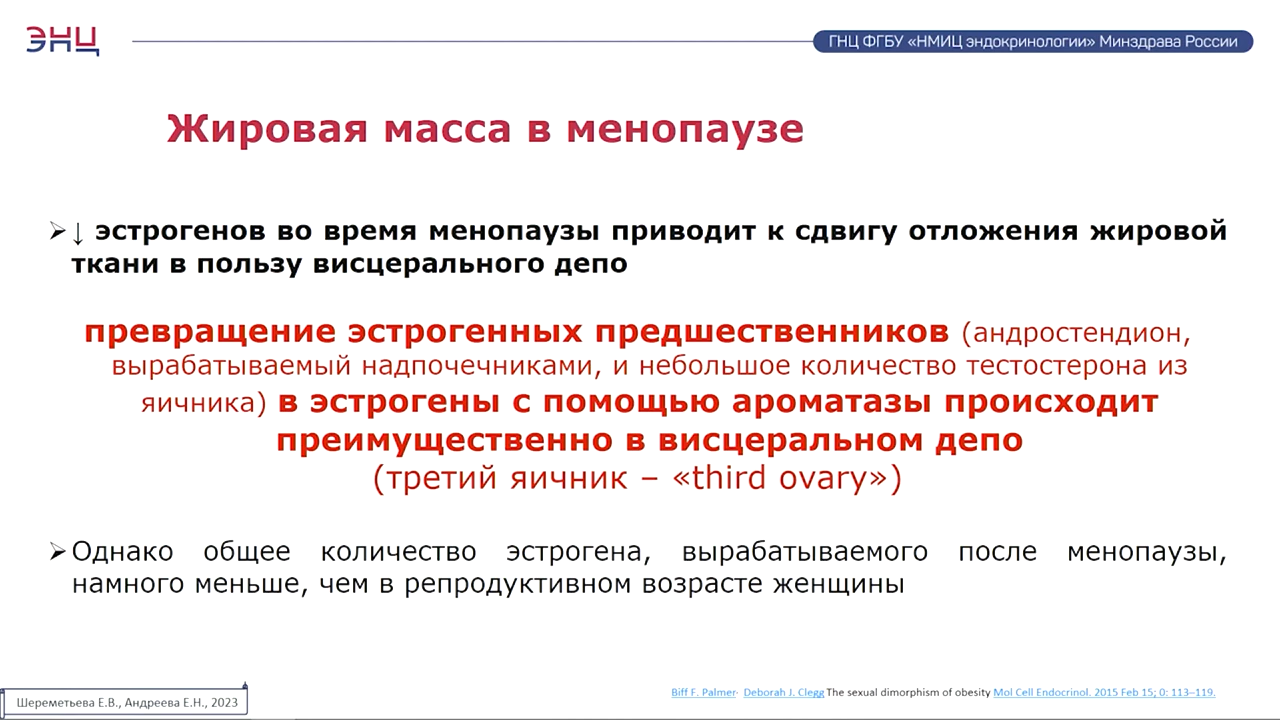 ЭНЦ
ГНЦ ФГБУ «НМИЦ эндокринологии» Минздрава России
Жировая масса в менопаузе
↓ эстрогенов во время менопаузы приводит к сдвигу отложения жировой
ткани в пользу висцерального депо
превращение эстрогенных предшественников (андростендион,
вырабатываемый надпочечниками, и небольшое количество тестостерона из
яичника) в эстрогены с помощью ароматазы происходит
преимущественно в висцеральном депо
(третий яичник – «third ovary»)
Однако общее количество эстрогена, вырабатываемого после менопаузы,
намного меньше, чем в репродуктивном возрасте женщины
Шереметьева Е.В., Андреева Е.Н., 2023
Biff F. Palmer· Deborah J. Clegg The sexual dimorphism of obesity Mol Cell Endocrinol. 2015 Feb 15; 0: 113–119.